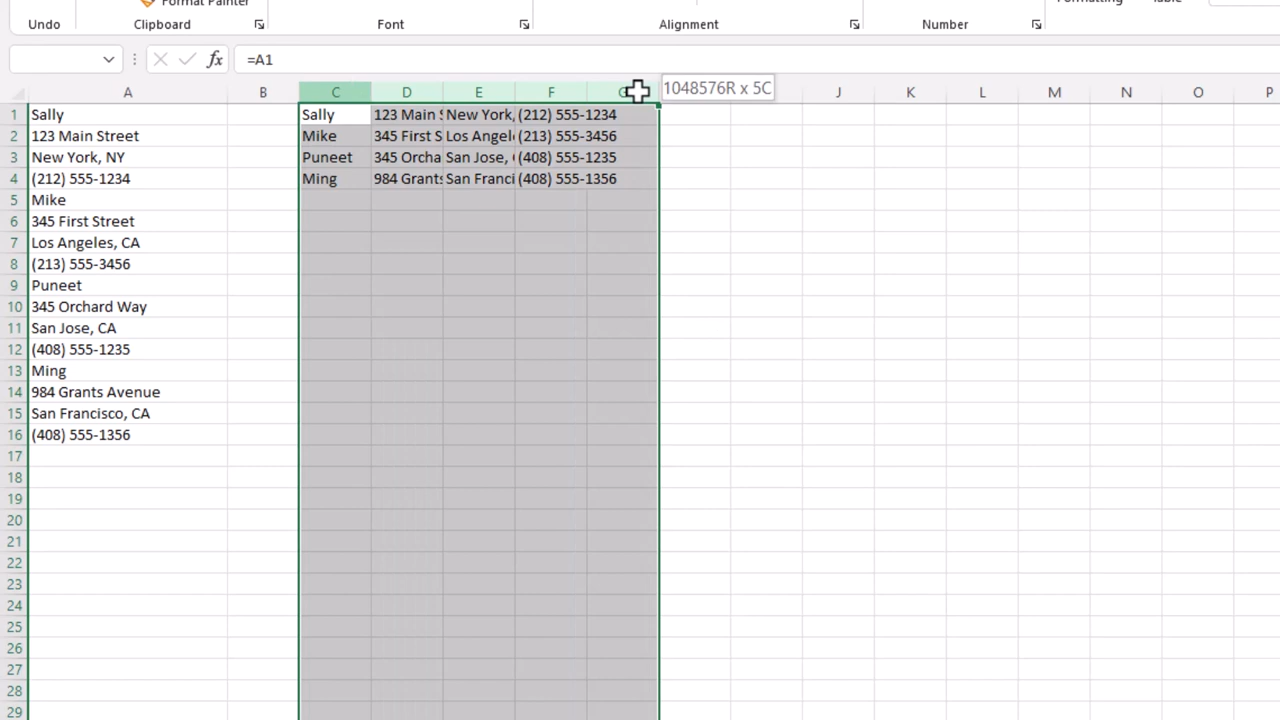 Format Painter
Undo Clipboard Font Alignment Number
fx =A1
1048576R x 5C
A B C D E F G J K L M N O P
1 Sally Sally 123 Main S New York, (212) 555-1234
2 123 Main Street Mike 345 First S Los Angel (213) 555-3456
3 New York, NY Puneet 345 Orcha San Jose, (408) 555-1235
4 (212) 555-1234 Ming 984 Grants San Franci (408) 555-1356
5 Mike
6 345 First Street
7 Los Angeles, CA
8 (213) 555-3456
9 Puneet
10 345 Orchard Way
11 San Jose, CA
12 (408) 555-1235
13 Ming
14 984 Grants Avenue
15 San Francisco, CA
16 (408) 555-1356
17
18
19
20
21
22
23
24
25
26
27
28
29